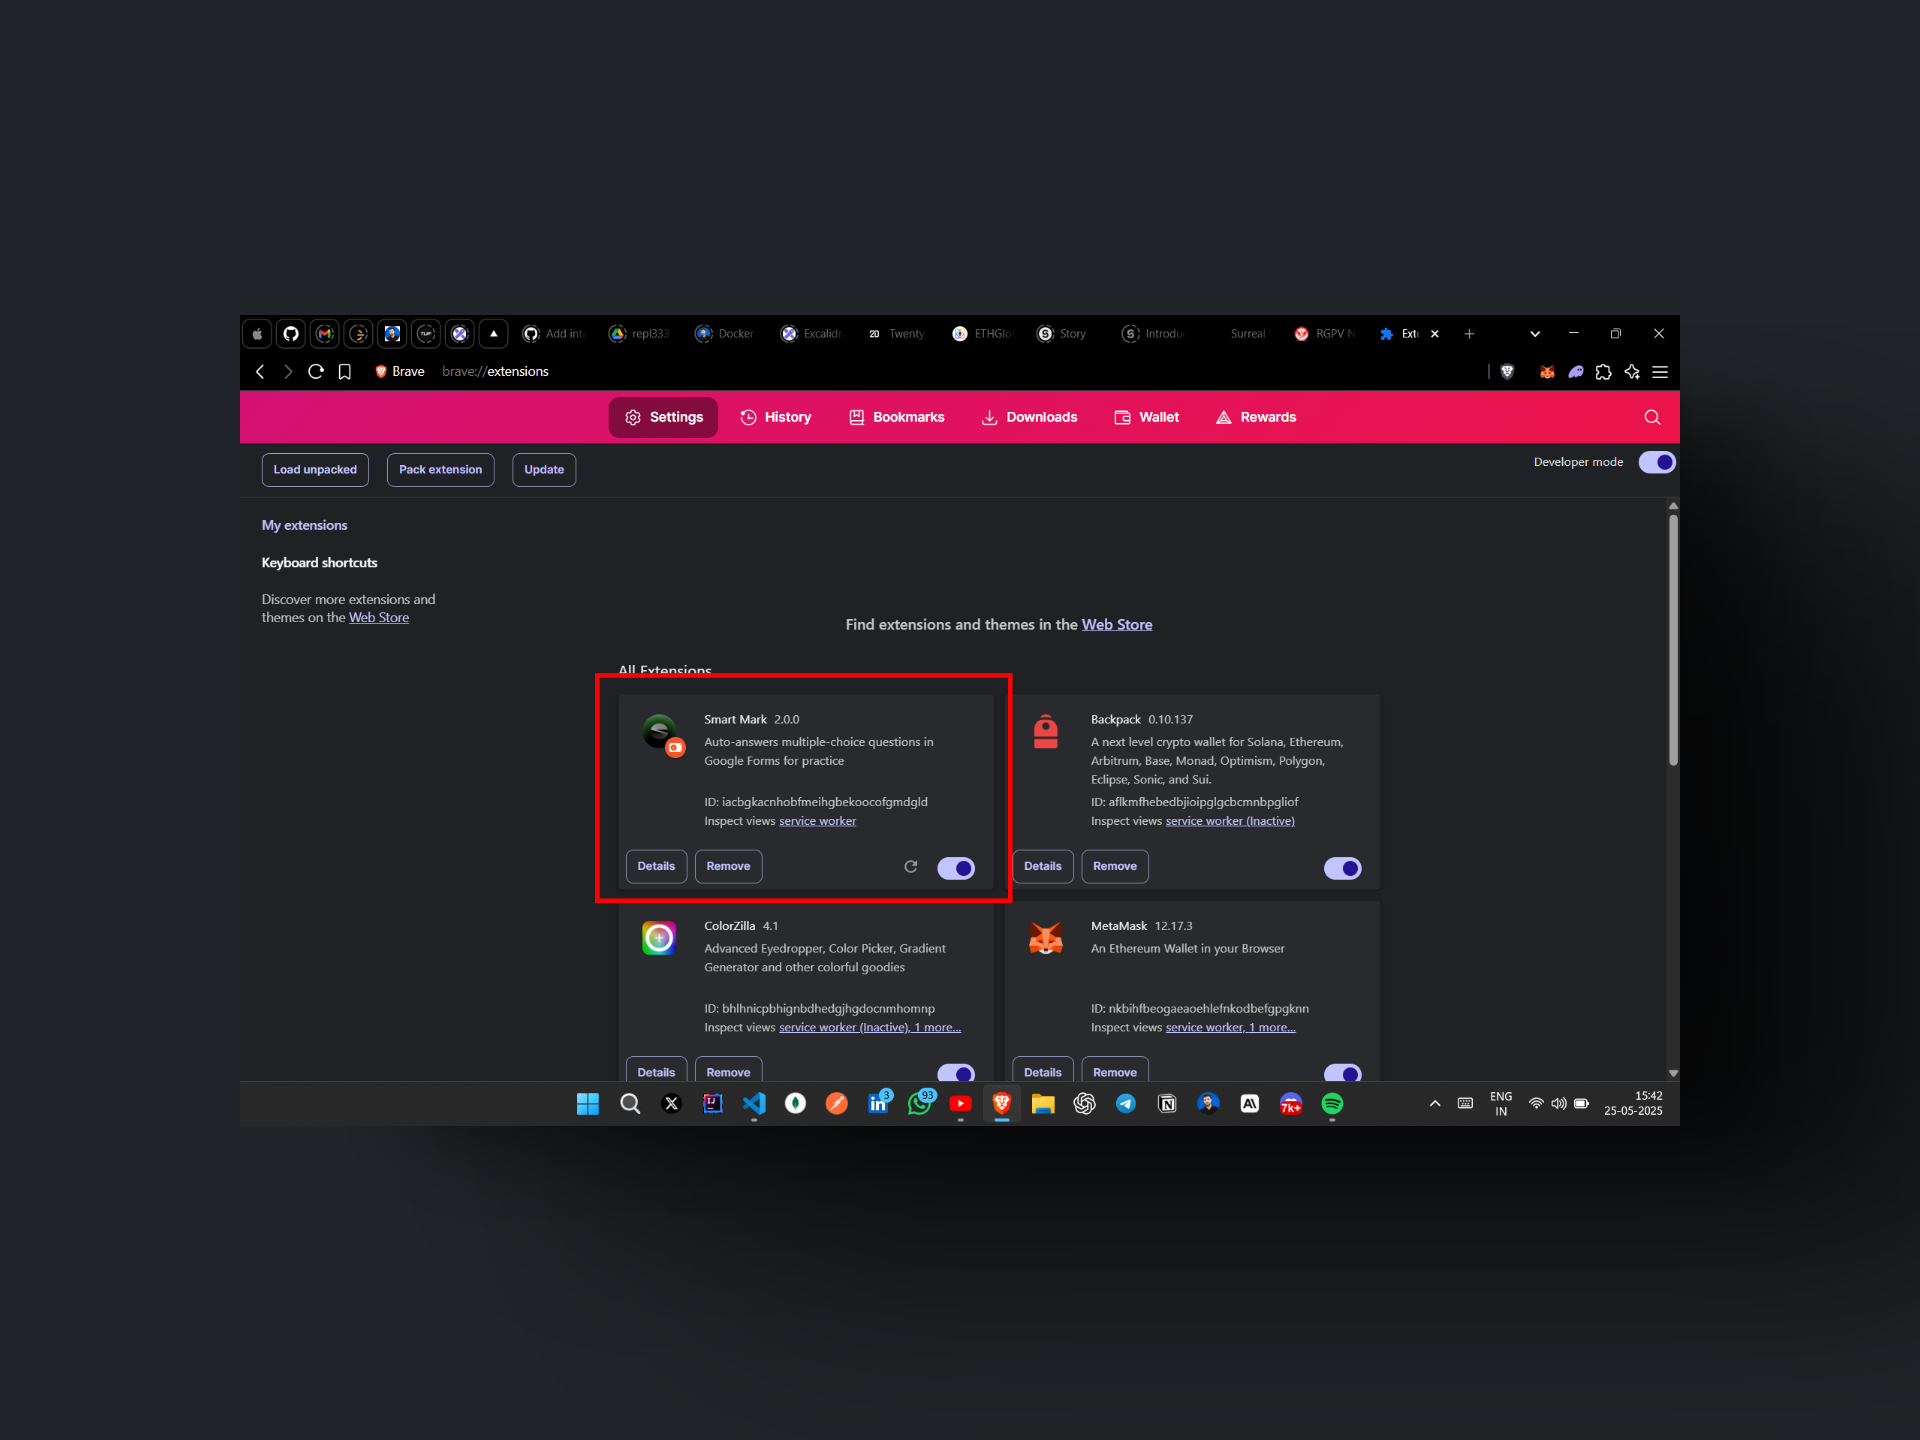 Add int
repl333
Docker
Excalidr
20
Twenty
ETHGlo
Story
Introdu
Surreal
RGPV N
Exte
Brave
brave://extensions
Settings
History
Bookmarks
Downloads
Wallet
Rewards
Load unpacked
Pack extension
Update
Developer mode
My extensions
Keyboard shortcuts
Discover more extensions and
themes on the Web Store
Find extensions and themes in the Web Store
All Extensions
Smart Mark 2.0.0
Auto-answers multiple-choice questions in
Google Forms for practice
ID: iacbgkacnhobfmeihgbekoocofgmdgld
Inspect views service worker
Details
Remove
Backpack 0.10.137
A next level crypto wallet for Solana, Ethereum,
Arbitrum, Base, Monad, Optimism, Polygon,
Eclipse, Sonic, and Sui.
ID: aflkmfhebedbjioipglgcbcmnbpgliof
Inspect views service worker (Inactive)
Details
Remove
ColorZilla 4.1
Advanced Eyedropper, Color Picker, Gradient
Generator and other colorful goodies
ID: bhlhnicpbhignbdhedgjhgdocnmhomnp
Inspect views service worker (Inactive), 1 more...
Details
Remove
MetaMask 12.17.3
An Ethereum Wallet in your Browser
ID: nkbihfbeogaeaoehlefnkodbefgpgknn
Inspect views service worker, 1 more...
Details
Remove
3
93
7k+
ENG
IN
15:42
25-05-2025